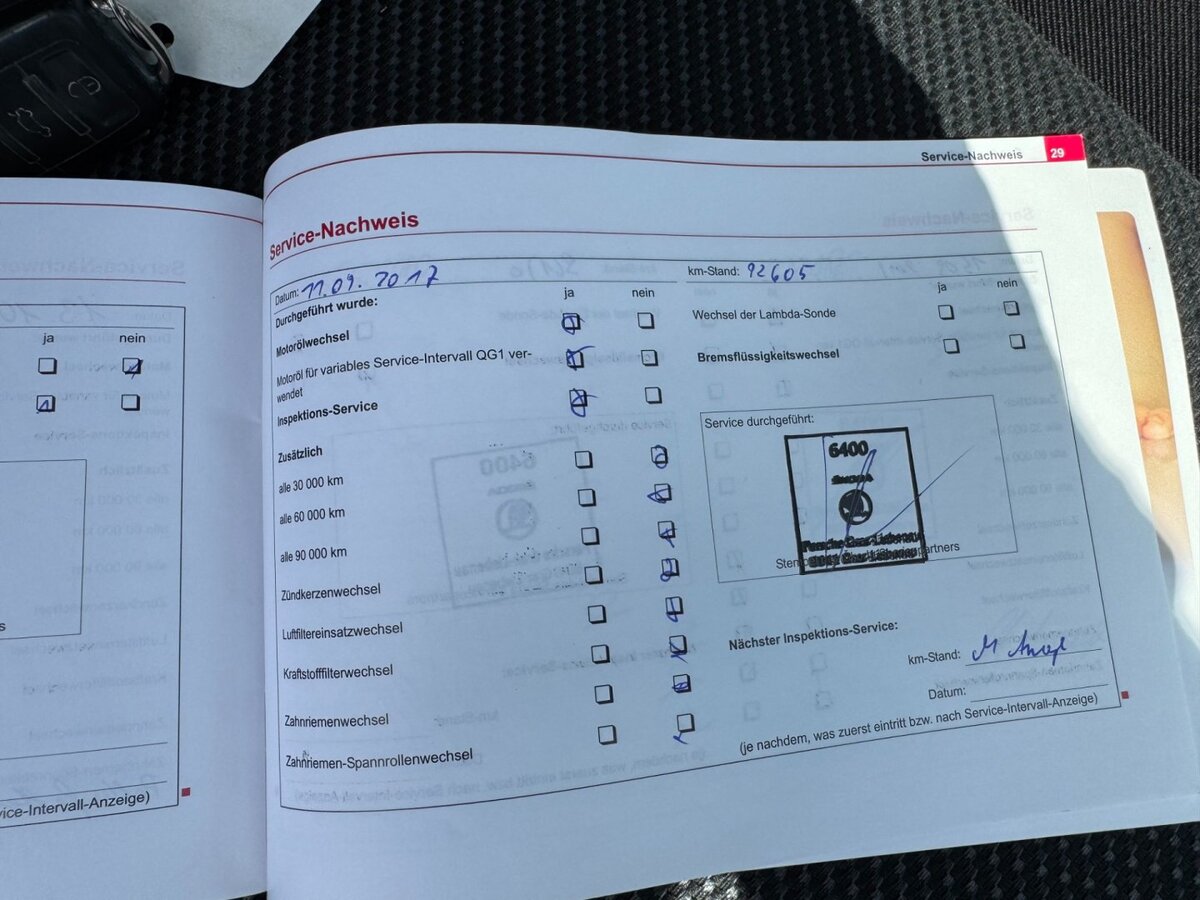 ja nein
vice-Intervall-Anzeige)
Service-Nachweis 29
Service-Nachweis
Datum: 11.09.2017
km-Stand: 92605
Durchgeführt wurde:
ja nein
Motorölwechsel
Motoröl für variables Service-Intervall QG1 ver-
wendet
Inspektions-Service
Zusätzlich
alle 30 000 km
alle 60 000 km
alle 90 000 km
Zündkerzenwechsel
Luftfiltereinsatzwechsel
Kraftstofffilterwechsel
Zahnriemenwechsel
Zahnriemen-Spannrollenwechsel
ja nein
Wechsel der Lambda-Sonde
Bremsflüssigkeitswechsel
Service durchgeführt:
6400
SKODA
partners
Nächster Inspektions-Service:
km-Stand:
Datum:
(je nachdem, was zuerst eintritt bzw. nach Service-Intervall-Anzeige)